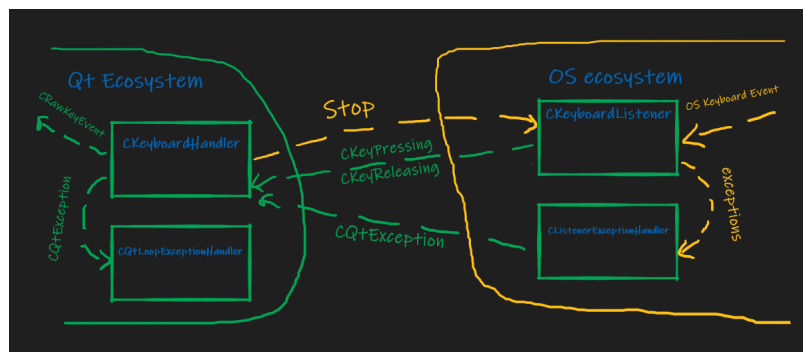 Qt Ecosystem
OS ecosystem
CRawKeyEvent
Stop
OS Keyboard Event
CKeyboardHandler
CKeyboardListener
CKeyPressing
CKeyReleasing
exceptions
CQtException
CQtLoopExceptionHandler
CQtException
CListenerExceptionHandler